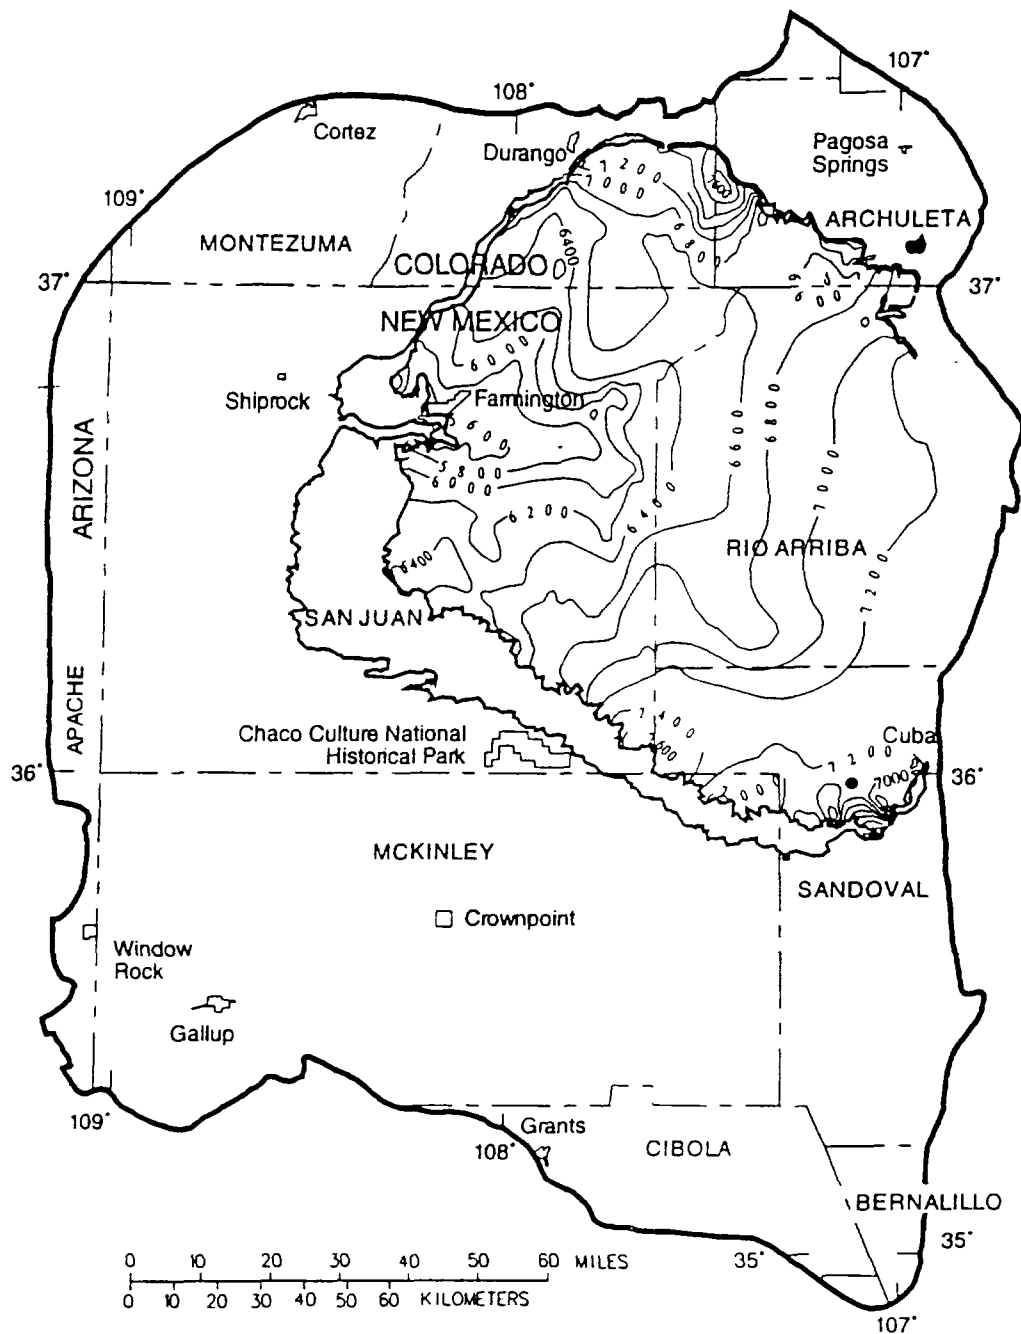 107°
108°
Cortez
Durango
Pagosa
Springs
7200
7000
109°
ARCHULETA
MONTEZUMA
6400
6800
COLORADO
37°
37°
NEW MEXICO
6000
Shiprock
Farmington
5600
5800
6000
6600
6800
7000
ARIZONA
6200
6400
RIO ARRIBA
6400
7200
SAN JUAN
APACHE
Chaco Culture National
Historical Park
7400
Cuba
7200
7000
36°
36°
MCKINLEY
SANDOVAL
Crownpoint
Window
Rock
Gallup
109°
Grants
108°
CIBOLA
BERNALILLO
35°
35°
0 10 20 30 40 50 60 MILES
0 10 20 30 40 50 60 KILOMETERS
107°